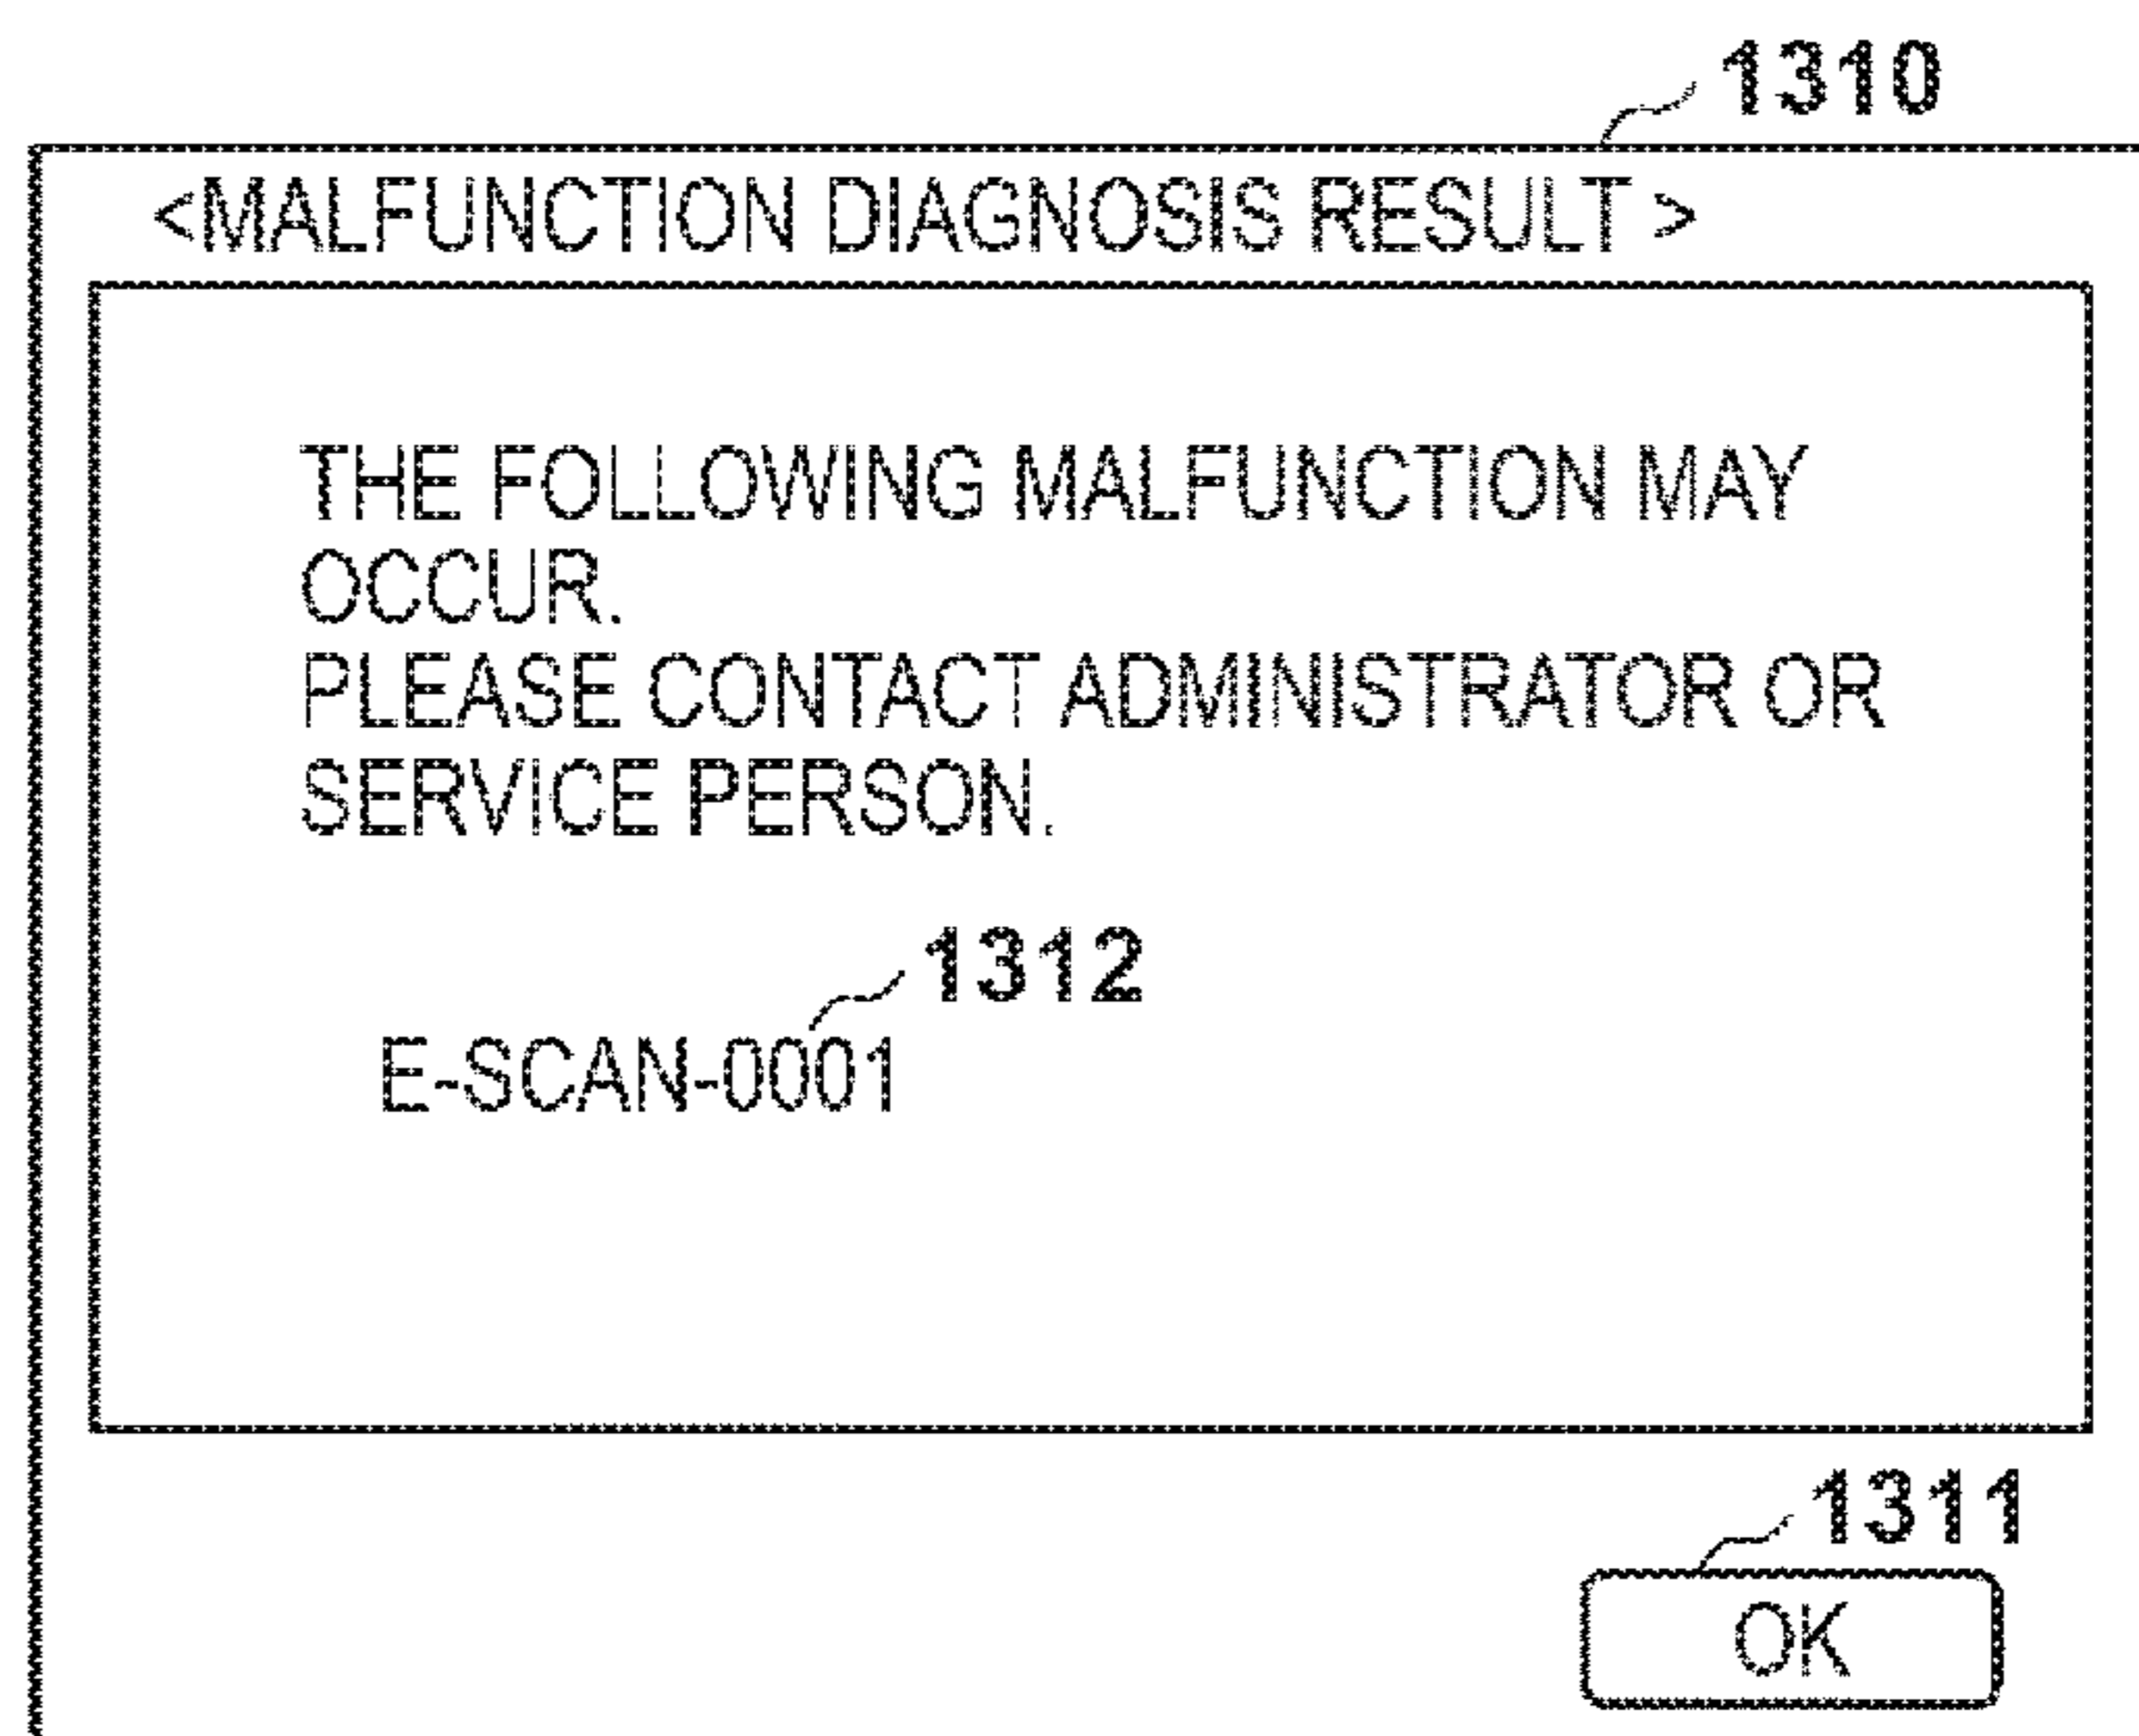 1310
<MALFUNCTION DIAGNOSIS RESULT >
THE FOLLOWING MALFUNCTION MAY
OCCUR.
PLEASE CONTACT ADMINISTRATOR OR
SERVICE PERSON.
1312
E-SCAN-0001
1311
OK